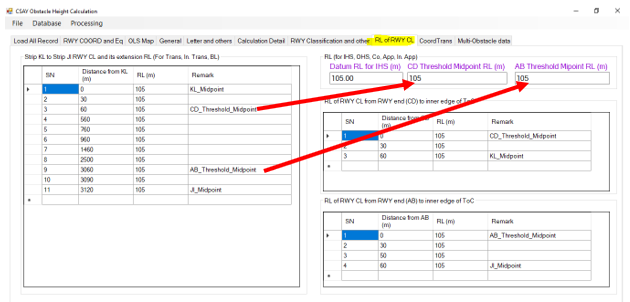 CSAY Obstacle Height Calculation
File Database Processing
Load All Record RWY COORD and Eq OLS Map General Letter and others Calculation Detail RWY Classification and other RL of RWY CL CoordTrans Multi-Obstacle data
Strip KL to Strip JI RWY CL and its extension RL (For Trans, In. Trans, BL)
SN Distance from KL (m) RL (m) Remark
1 0 105 KL_Midpoint
2 30 105
3 60 105 CD_Threshold_Midpoint
4 560 105
5 760 105
6 960 105
7 1460 105
8 2500 105
9 3060 105 AB_Threshold_Midpoint
10 3090 105
11 3120 105 JI_Midpoint
RL (for IHS, OHS, Co, App, In. App)
Datum RL for IHS (m) CD Threshold Midpoint RL (m) AB Threshold Mipoint RL (m)
105.00 105 105
RL of RWY CL from RWY end (CD) to inner edge of ToC
SN Distance from RL (m) Remark
(m)
1 0 105 CD_Threshold_Midpoint
30 105
3 60 105 KL_Midpoint
RL of RWY CL from RWY end (AB) to inner edge of ToC
SN Distance from AB (m) RL (m) Remark
1 0 105 AB_Threshold_Midpoint
2 30 105
3 50 105
4 60 105 JI_Midpoint